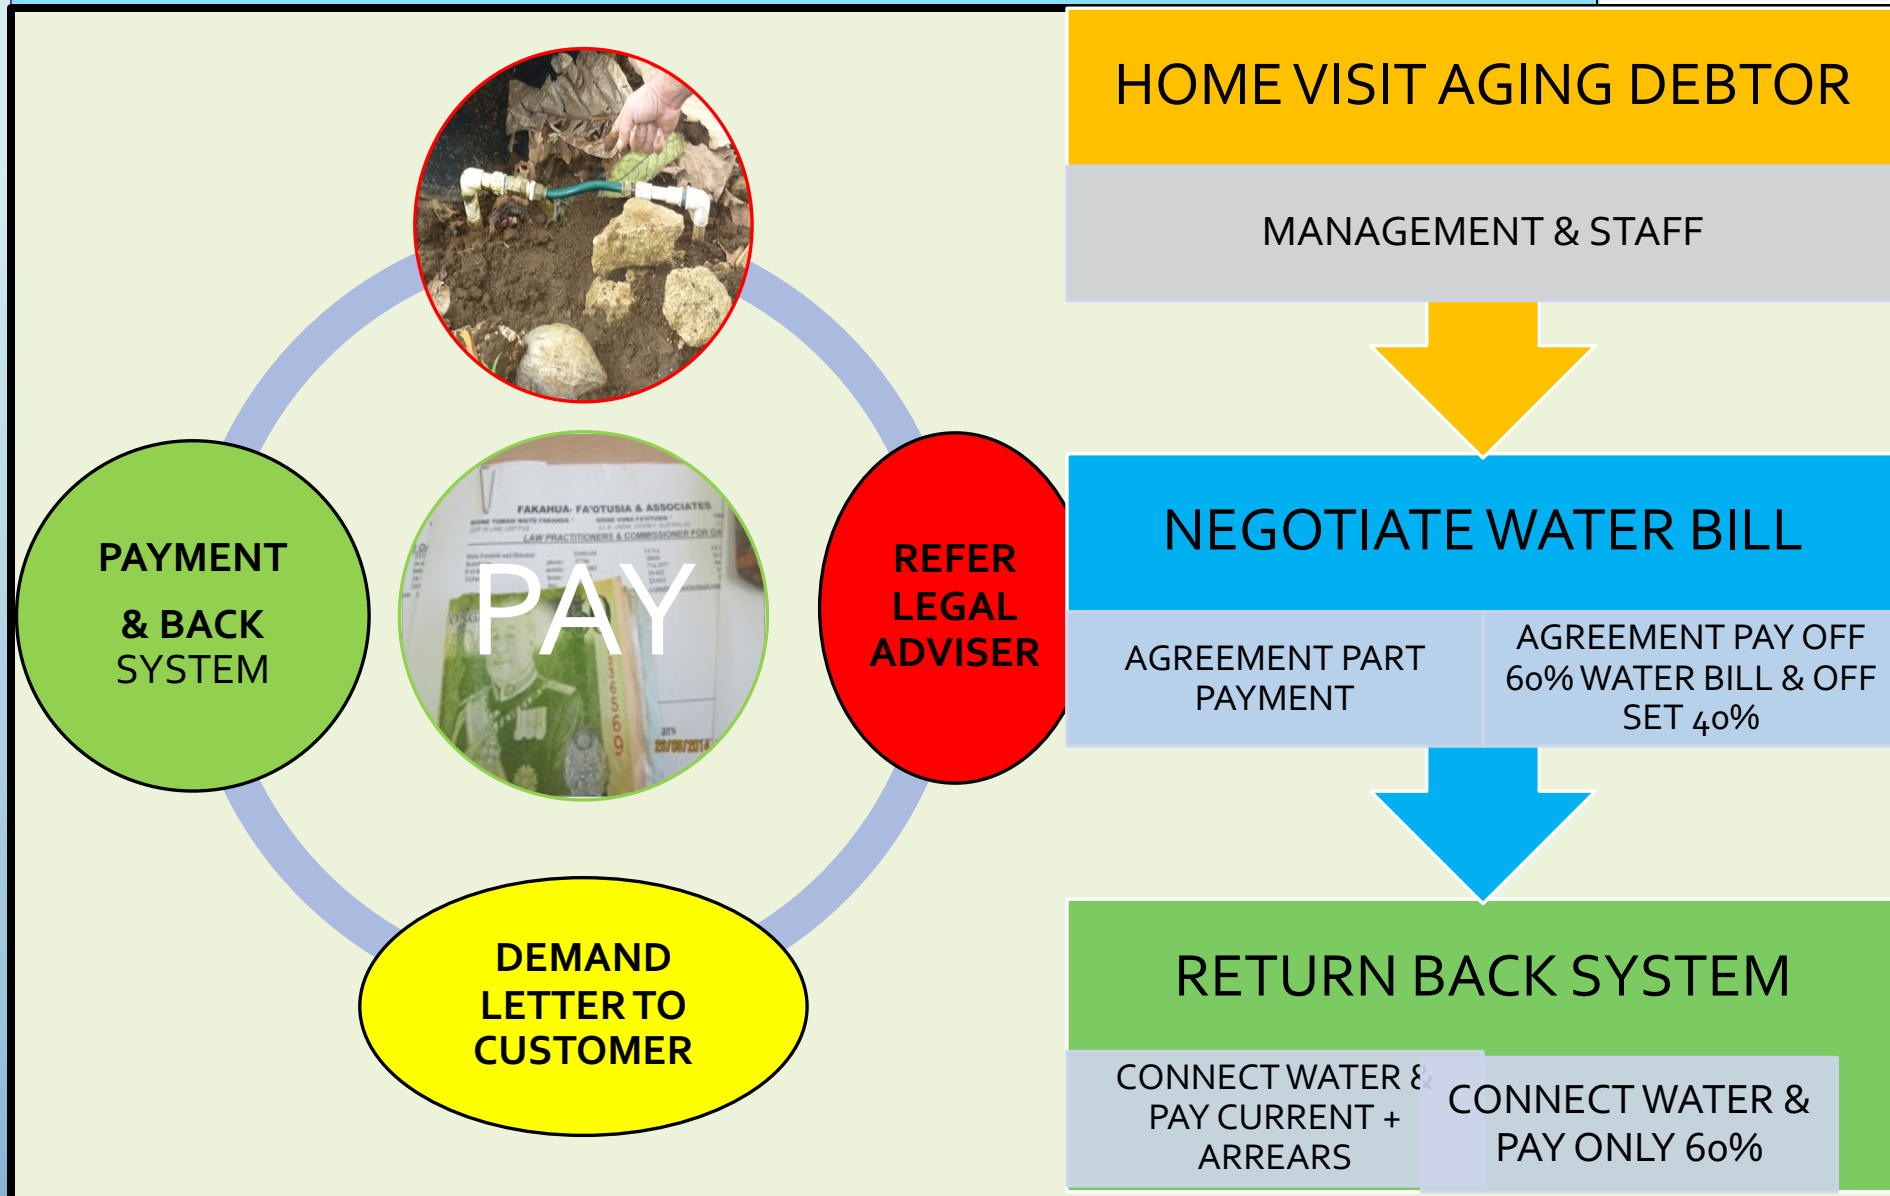 HOME VISIT AGING DEBTOR
MANAGEMENT & STAFF
NEGOTIATE WATER BILL
AGREEMENT PART
PAYMENT
AGREEMENT PAY OFF
60% WATER BILL & OFF
SET 40%
RETURN BACK SYSTEM
CONNECT WATER &
PAY CURRENT +
ARREARS
CONNECT WATER &
PAY ONLY 60%
PAYMENT
& BACK
SYSTEM
FAKAHUA- FA'OTUSIA & ASSOCIATES
LAW PRACTITIONERS & COMMISSIONER FOR
PAY
REFER
LEGAL
ADVISER
DEMAND
LETTER TO
CUSTOMER